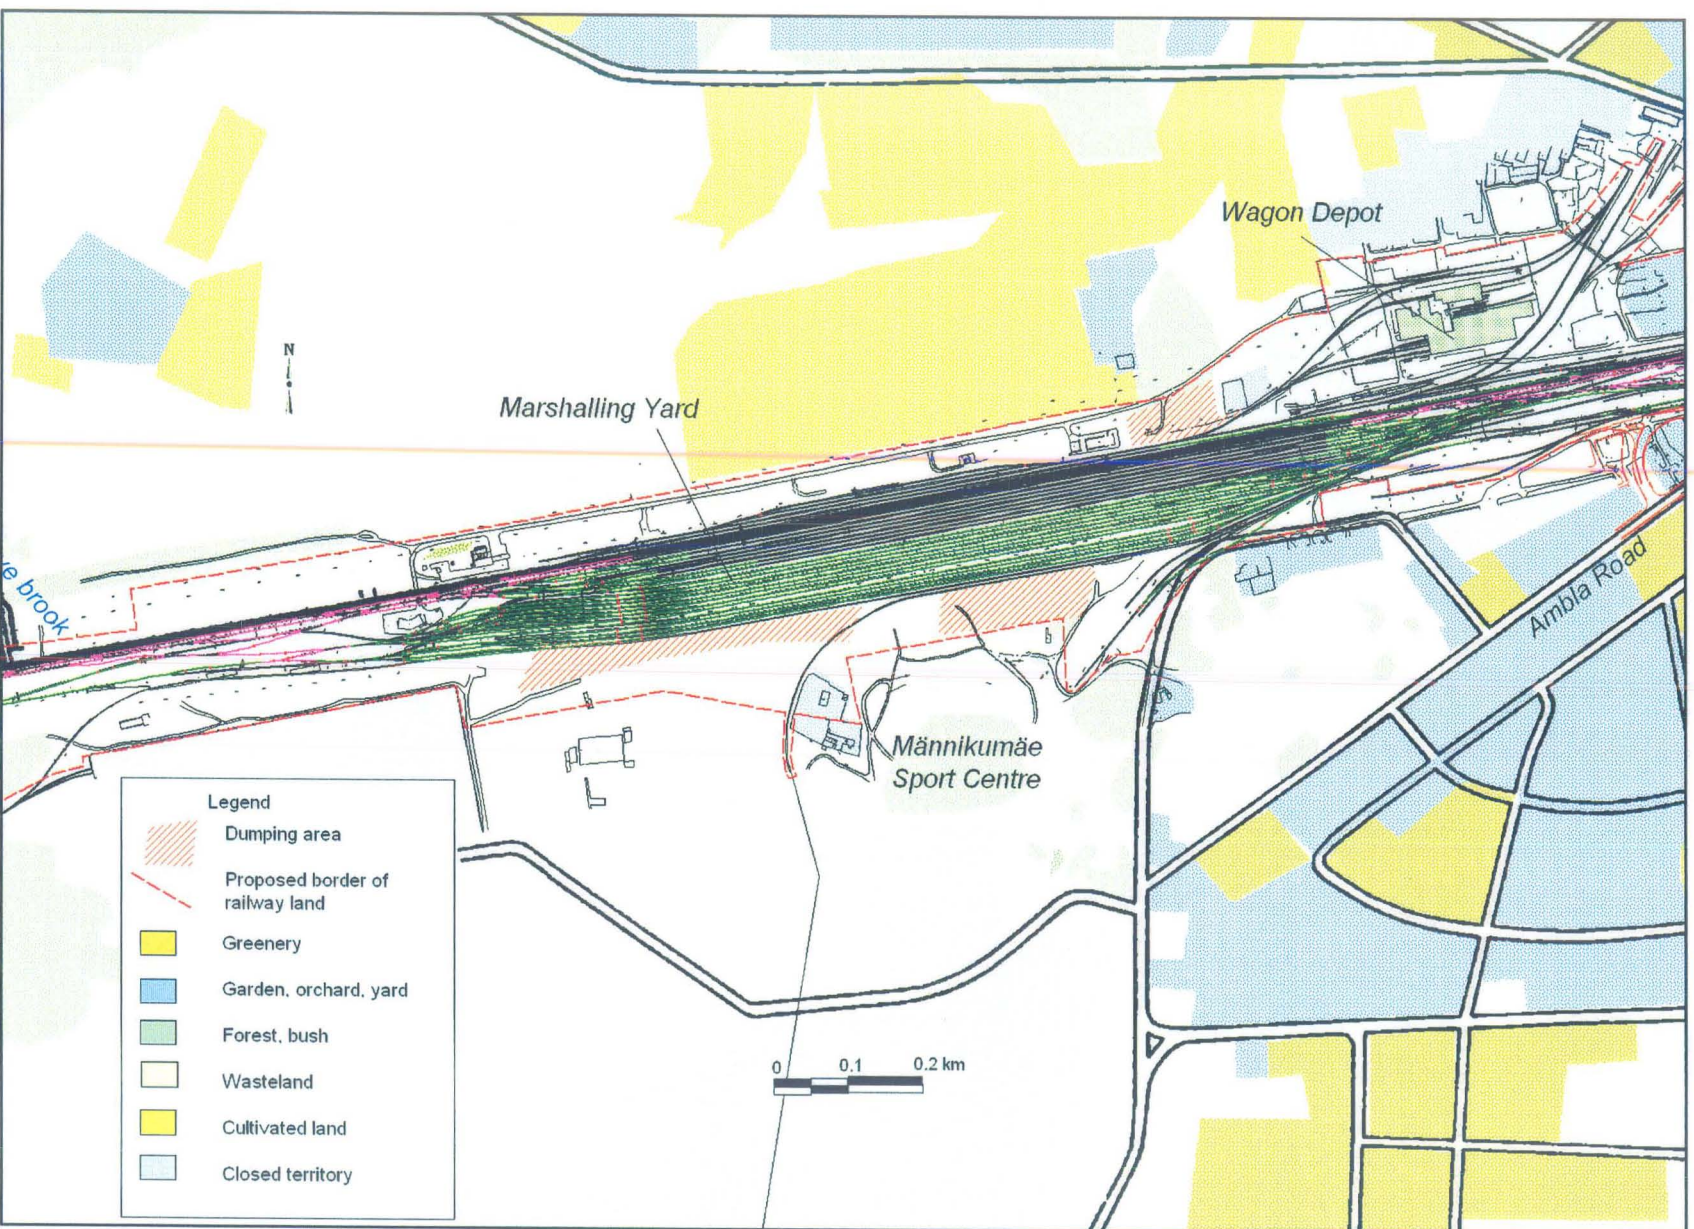 Wagon Depot
N
Marshalling Yard
brook
Ambla Road
Männikumäe
Sport Centre
Legend
Dumping area
Proposed border of
railway land
Greenery
Garden, orchard, yard
Forest, bush
Wasteland
Cultivated land
Closed territory
0 0.1 0.2 km